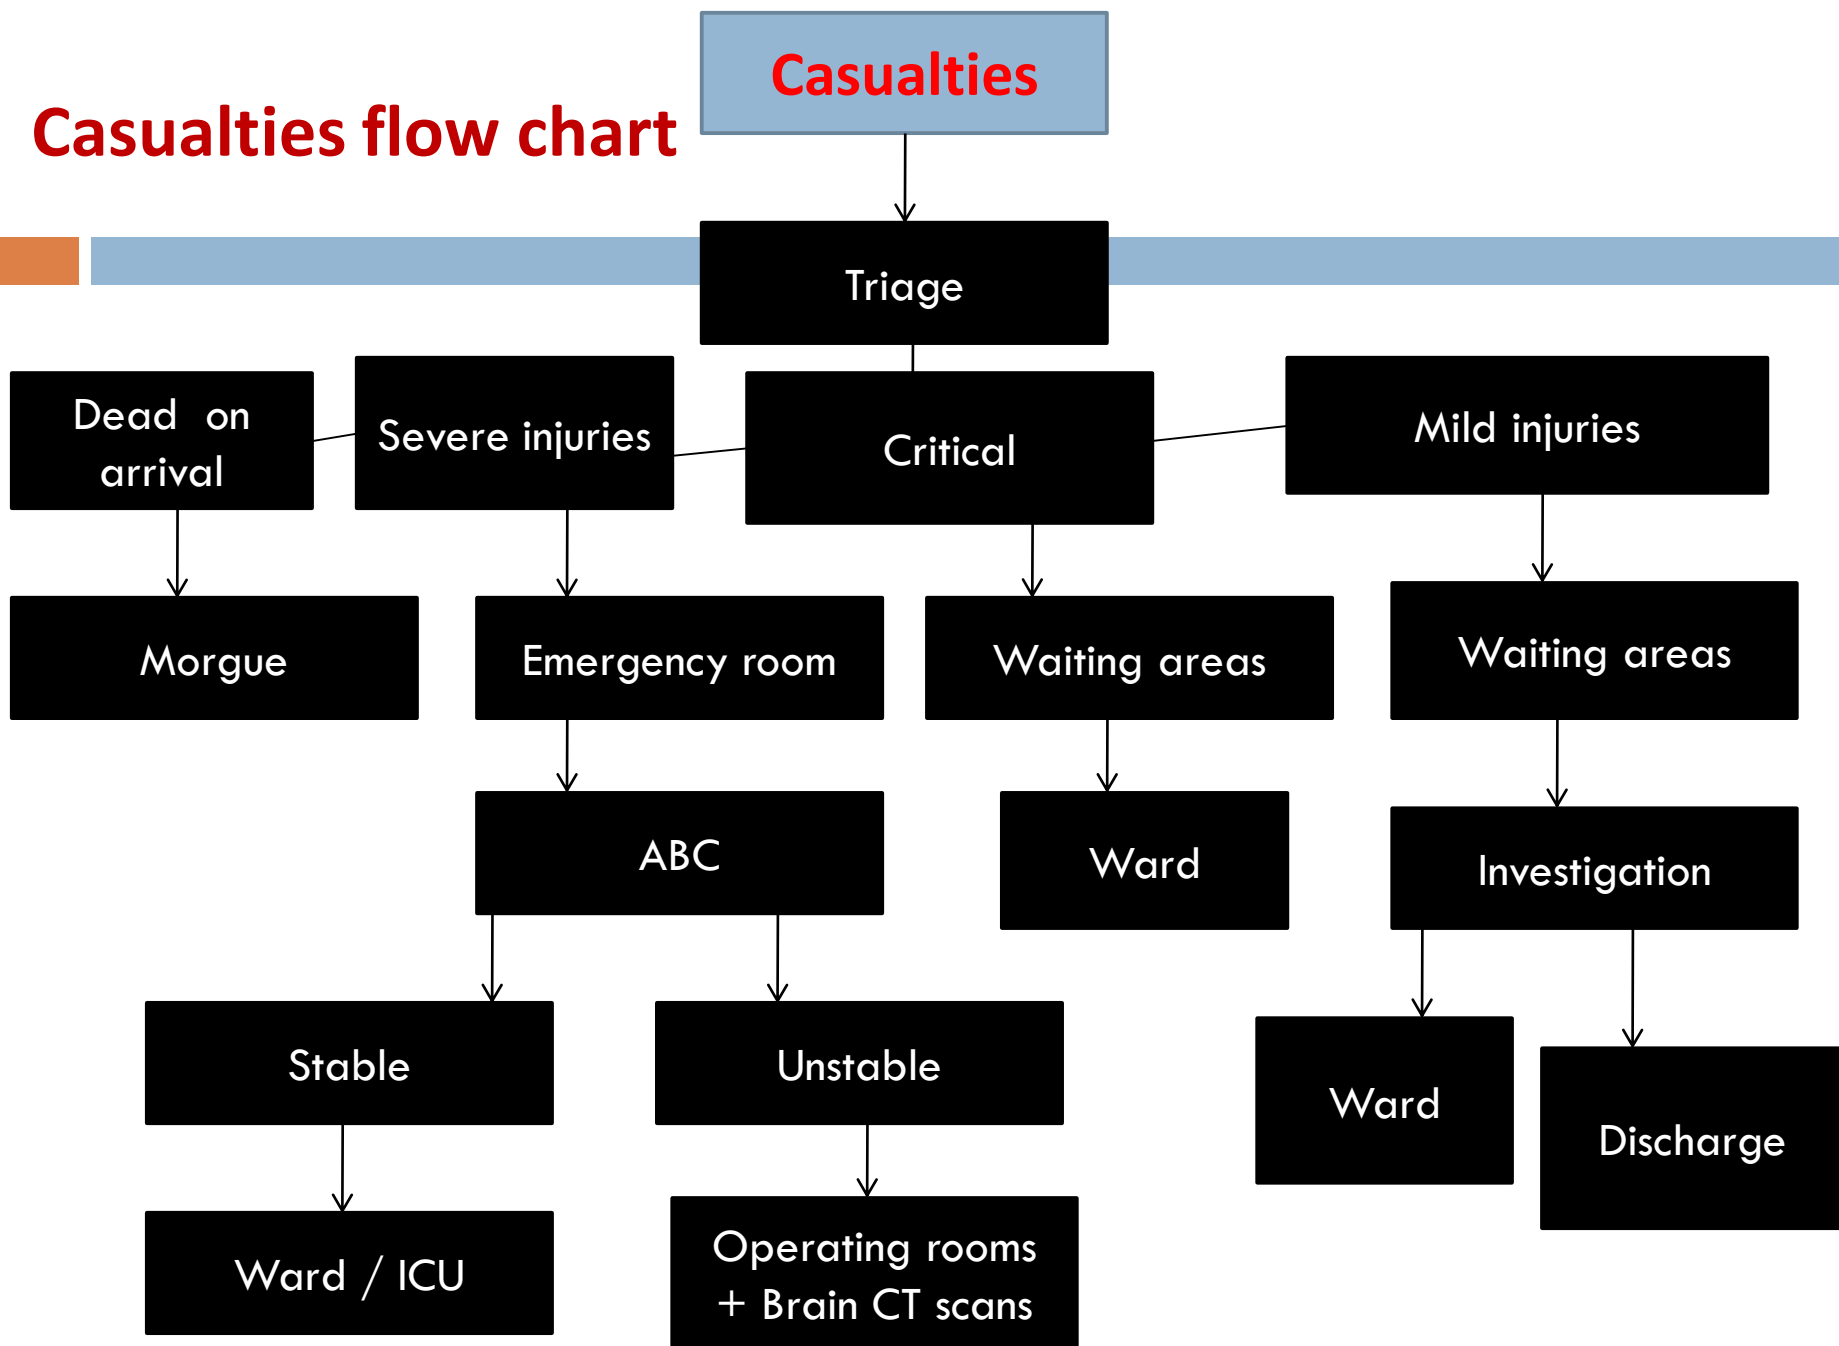 Casualties
Casualties flow chart
Triage
Dead on
arrival
Severe injuries
Critical
Mild injuries
Morgue
Emergency room
Waiting areas
Waiting areas
ABC
Ward
Investigation
Stable
Unstable
Ward
Discharge
Ward / ICU
Operating rooms
+ Brain CT scans